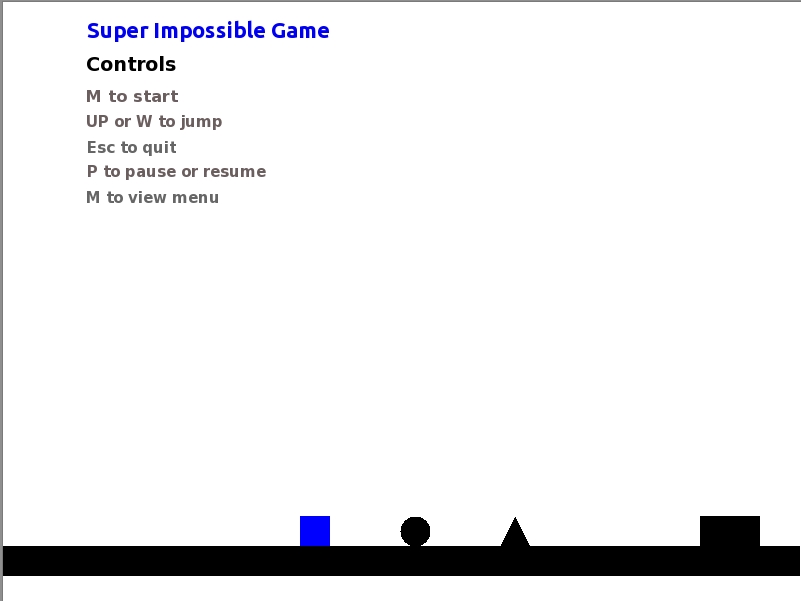 Super Impossible Game
Controls
M to start
UP or W to jump
Esc to quit
P to pause or resume
M to view menu